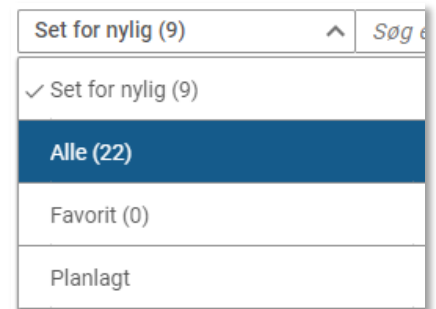 Set for nylig (9)
Søg
Set for nylig (9)
Alle (22)
Favorit (0)
Planlagt